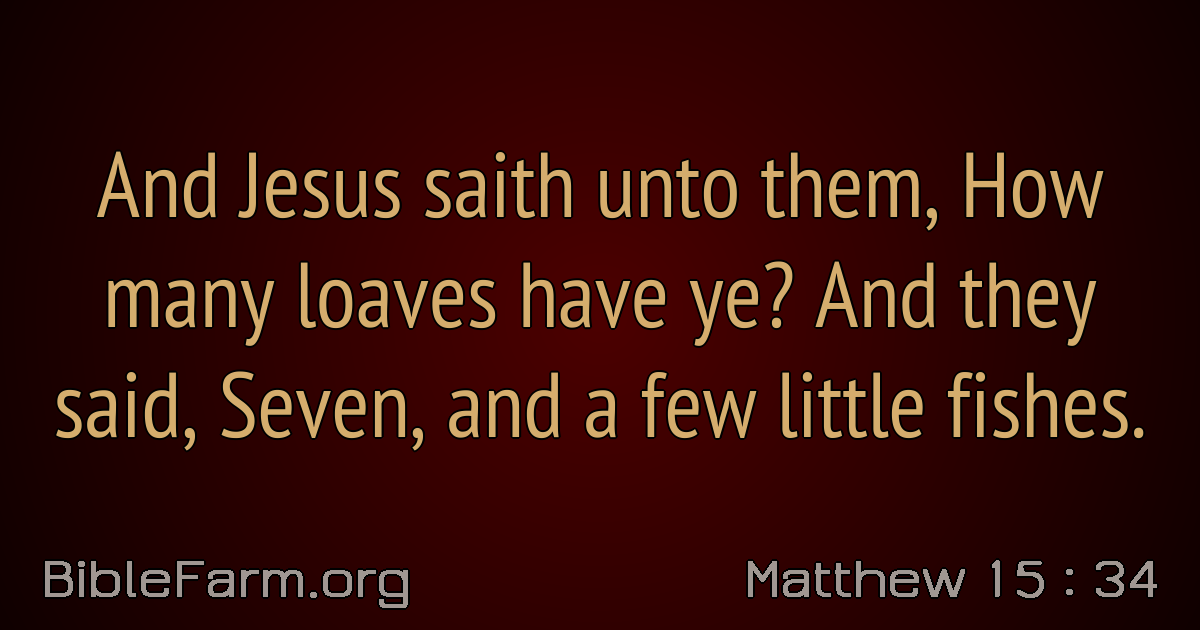 And Jesus saith unto them, How
many loaves have ye? And they
said, Seven, and a few little fishes.
BibleFarm.org
Matthew 15 : 34